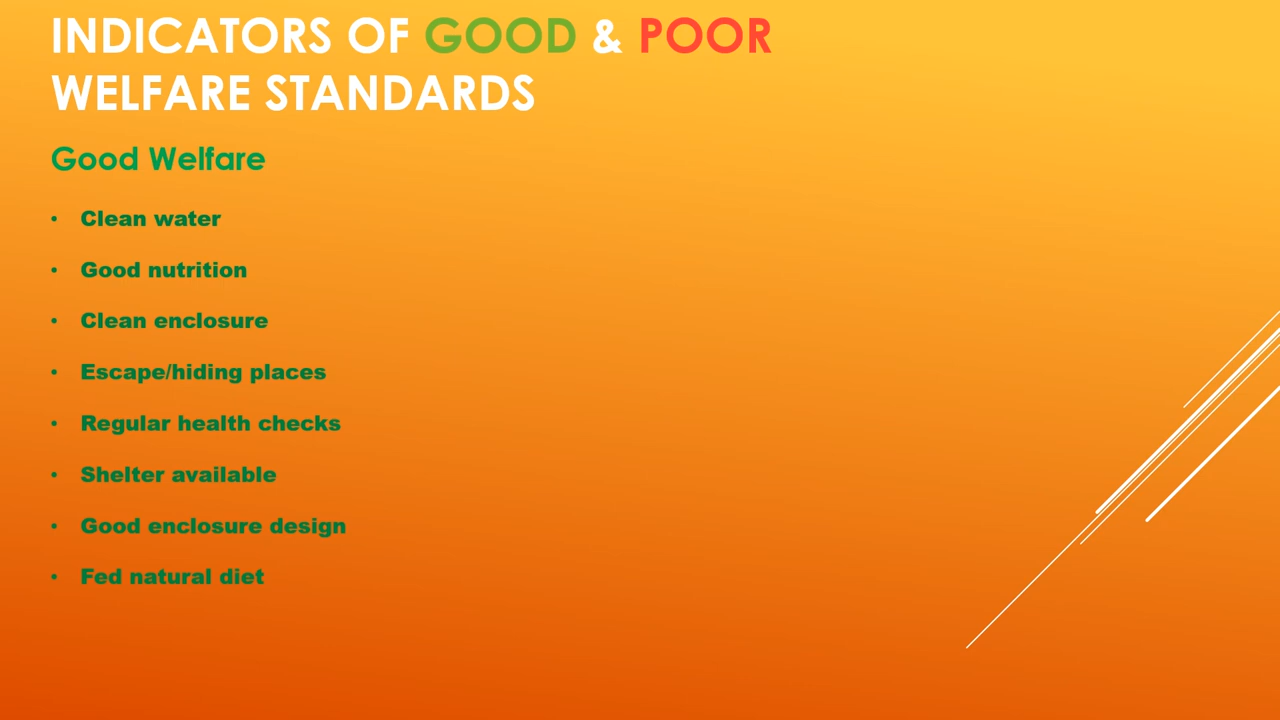 INDICATORS OF GOOD & POOR
WELFARE STANDARDS
Good Welfare
• Clean water
• Good nutrition
• Clean enclosure
• Escape/hiding places
• Regular health checks
• Shelter available
• Good enclosure design
• Fed natural diet